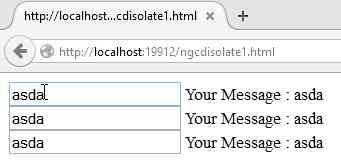 http://localhost...cdisolate1.html × +
http://localhost:19912/ngcdisolate1.html
asda Your Message : asda
asda Your Message : asda
asda Your Message : asda